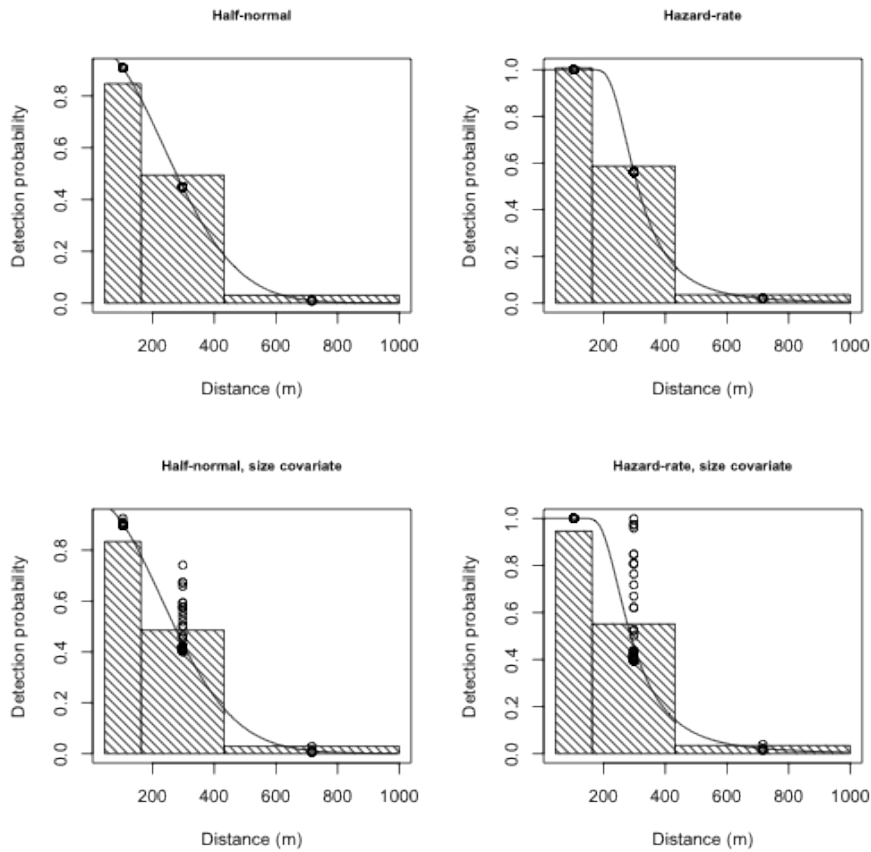 Half-normal
Detection probability
0.0 0.2 0.4 0.6 0.8
200 400 600 800 1000
Distance (m)
Hazard-rate
Detection probability
0.0 0.2 0.4 0.6 0.8 1.0
200 400 600 800 1000
Distance (m)
Half-normal, size covariate
Detection probability
0.0 0.2 0.4 0.6 0.8
200 400 600 800 1000
Distance (m)
Hazard-rate, size covariate
Detection probability
0.0 0.2 0.4 0.6 0.8 1.0
200 400 600 800 1000
Distance (m)